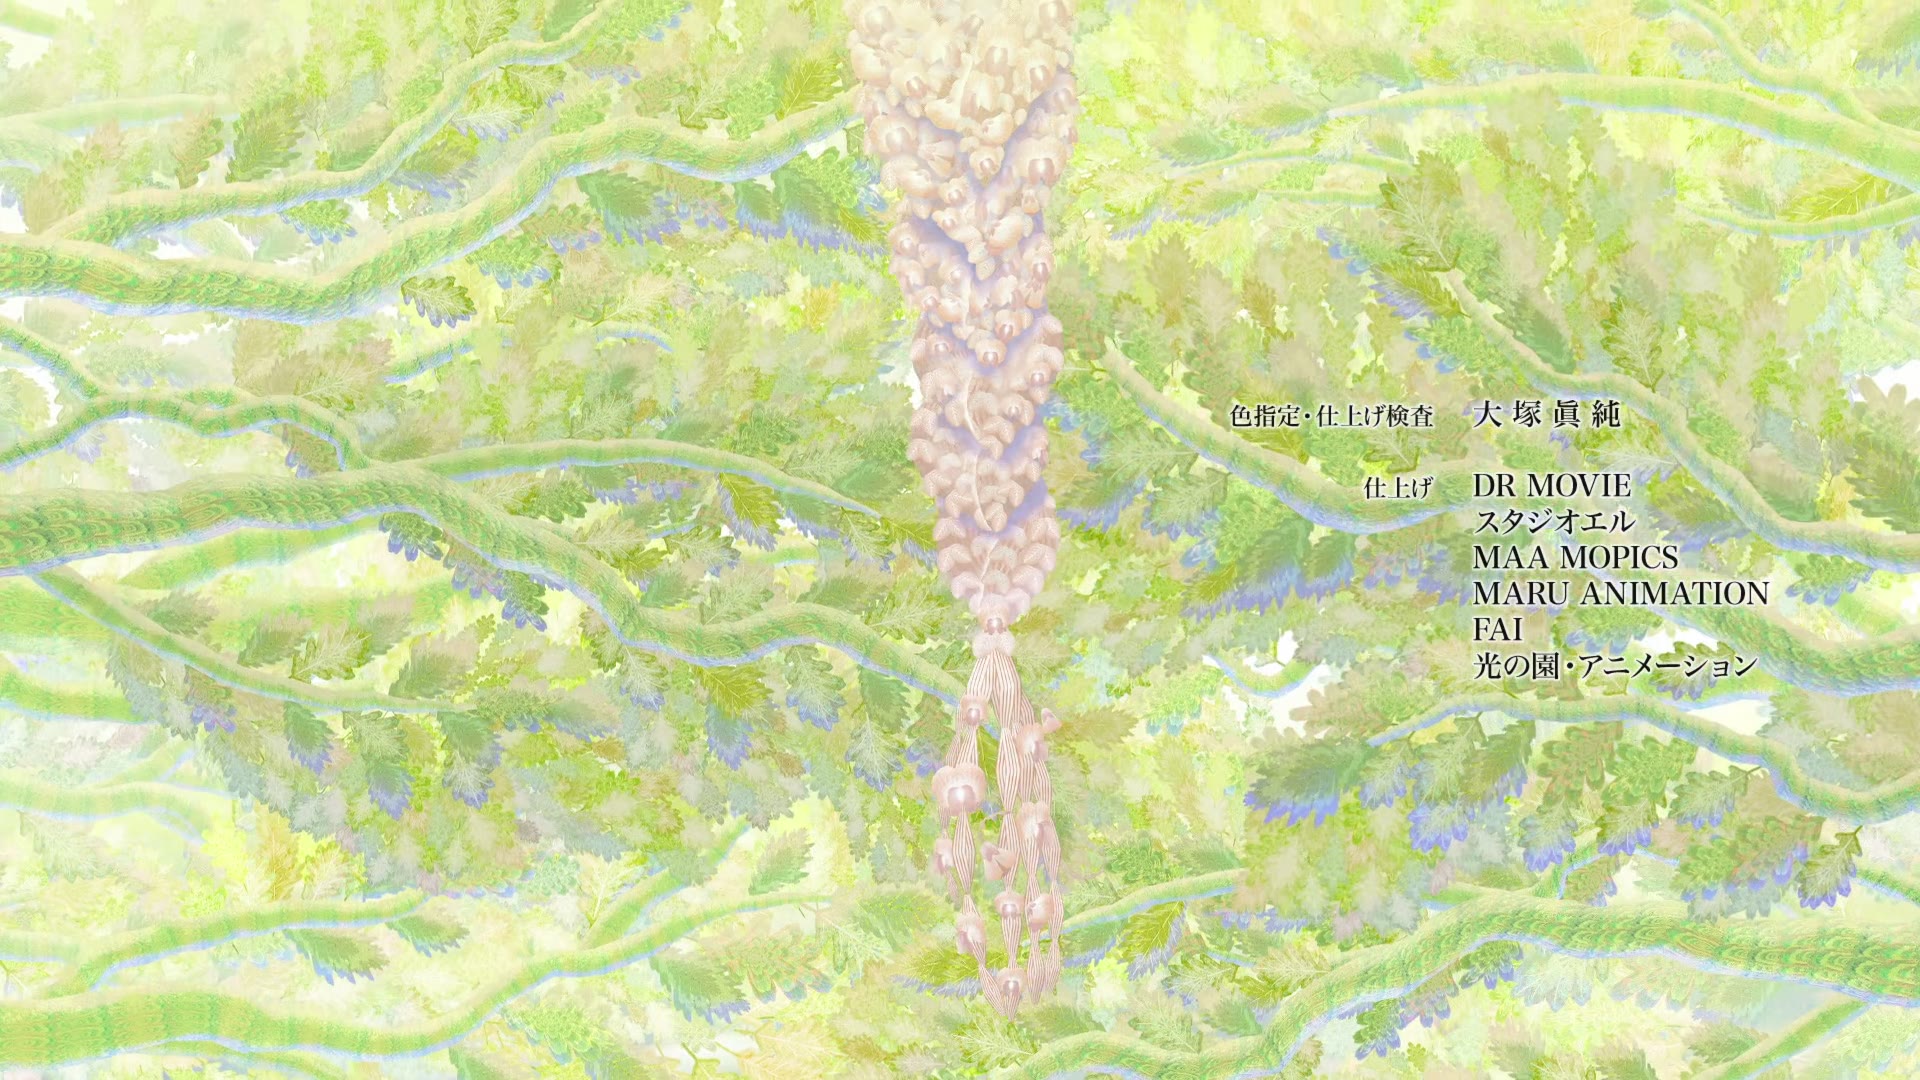 色指定・仕上げ検査 大塚眞純
仕上げ DR MOVIE
スタジオエル
MAA MOPICS
MARU ANIMATION
FAI
光の園・アニメーション